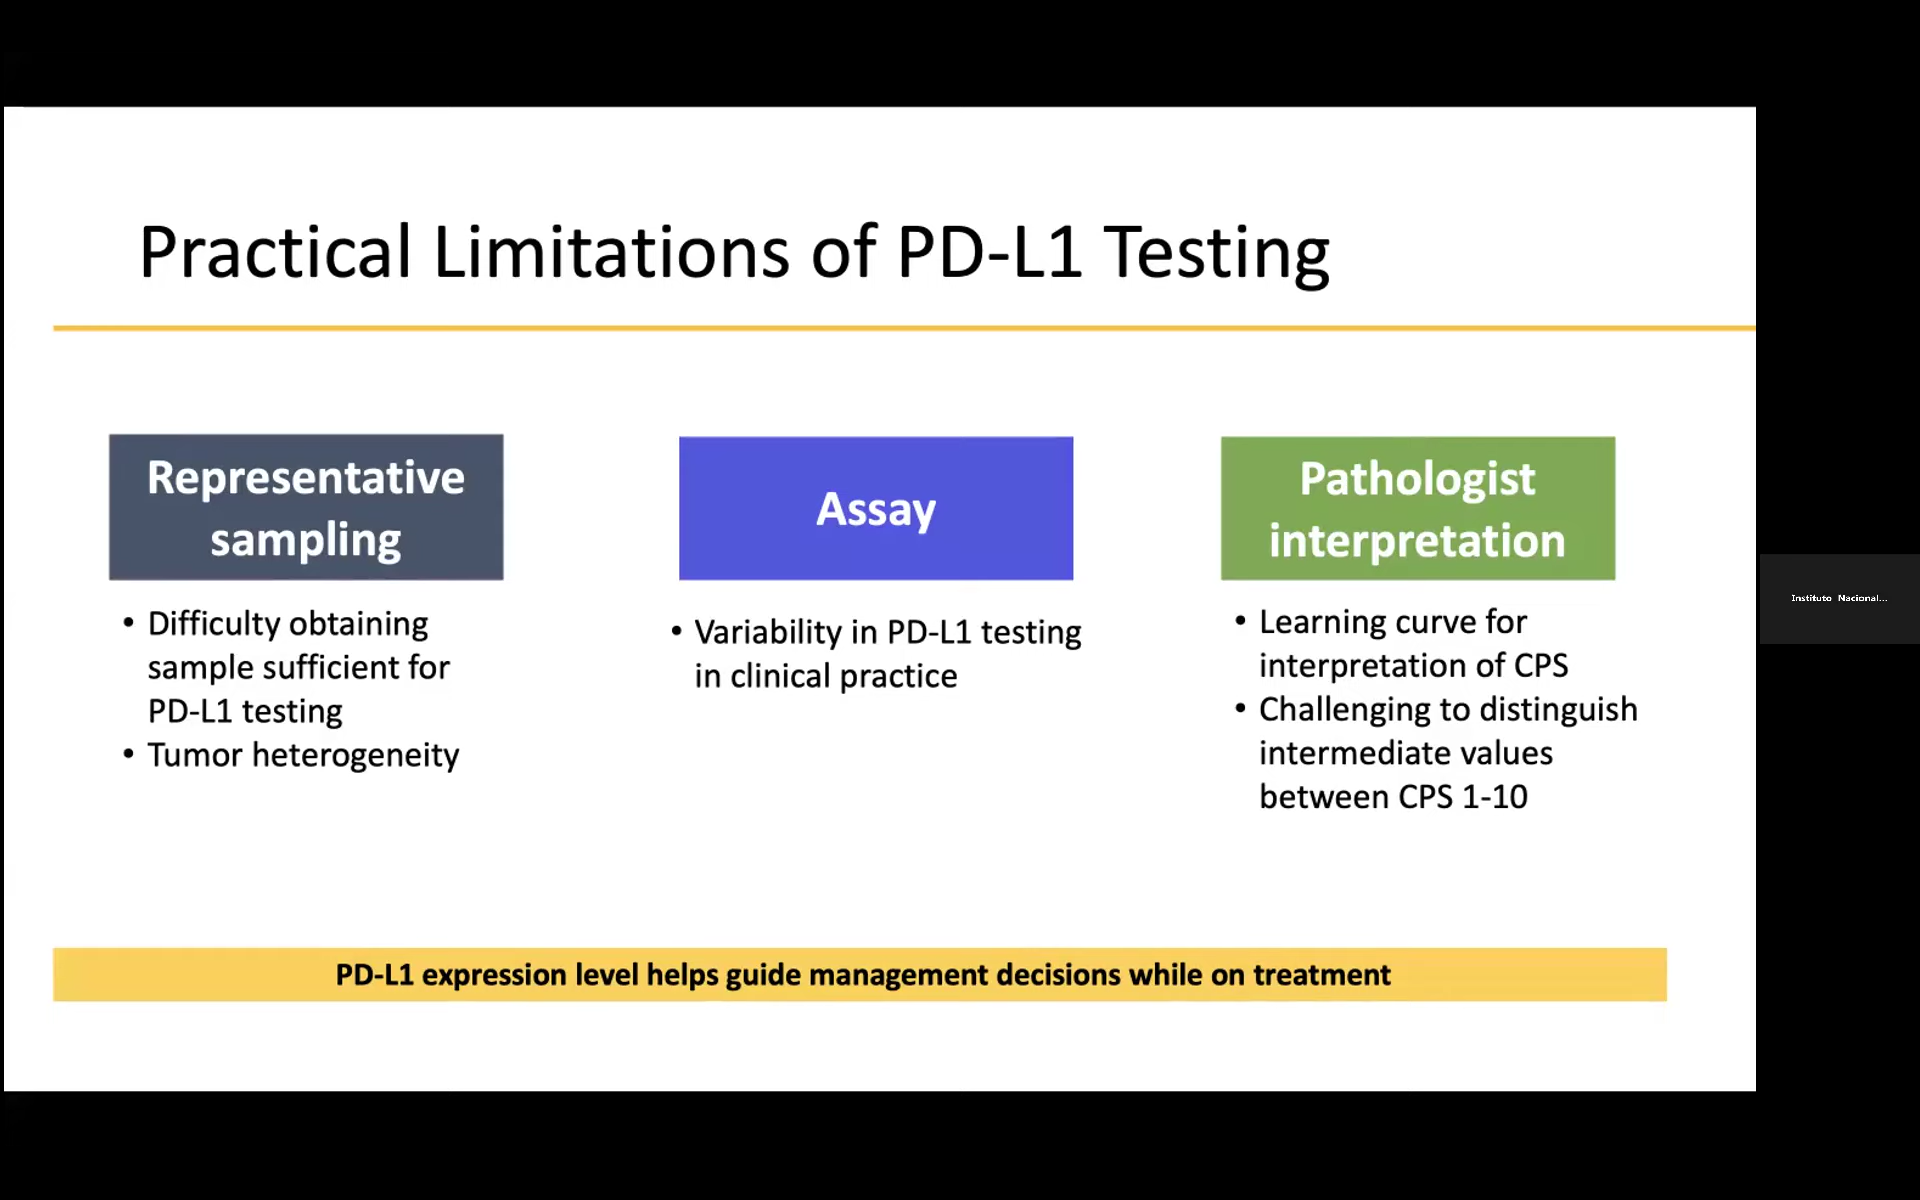 Practical Limitations of PD-L1 Testing
Representative
sampling
• Difficulty obtaining
sample sufficient for
PD-L1 testing
• Tumor heterogeneity
Assay
• Variability in PD-L1 testing
in clinical practice
Pathologist
interpretation
• Learning curve for
interpretation of CPS
• Challenging to distinguish
intermediate values
between CPS 1-10
PD-L1 expression level helps guide management decisions while on treatment
Instituto Nacional...